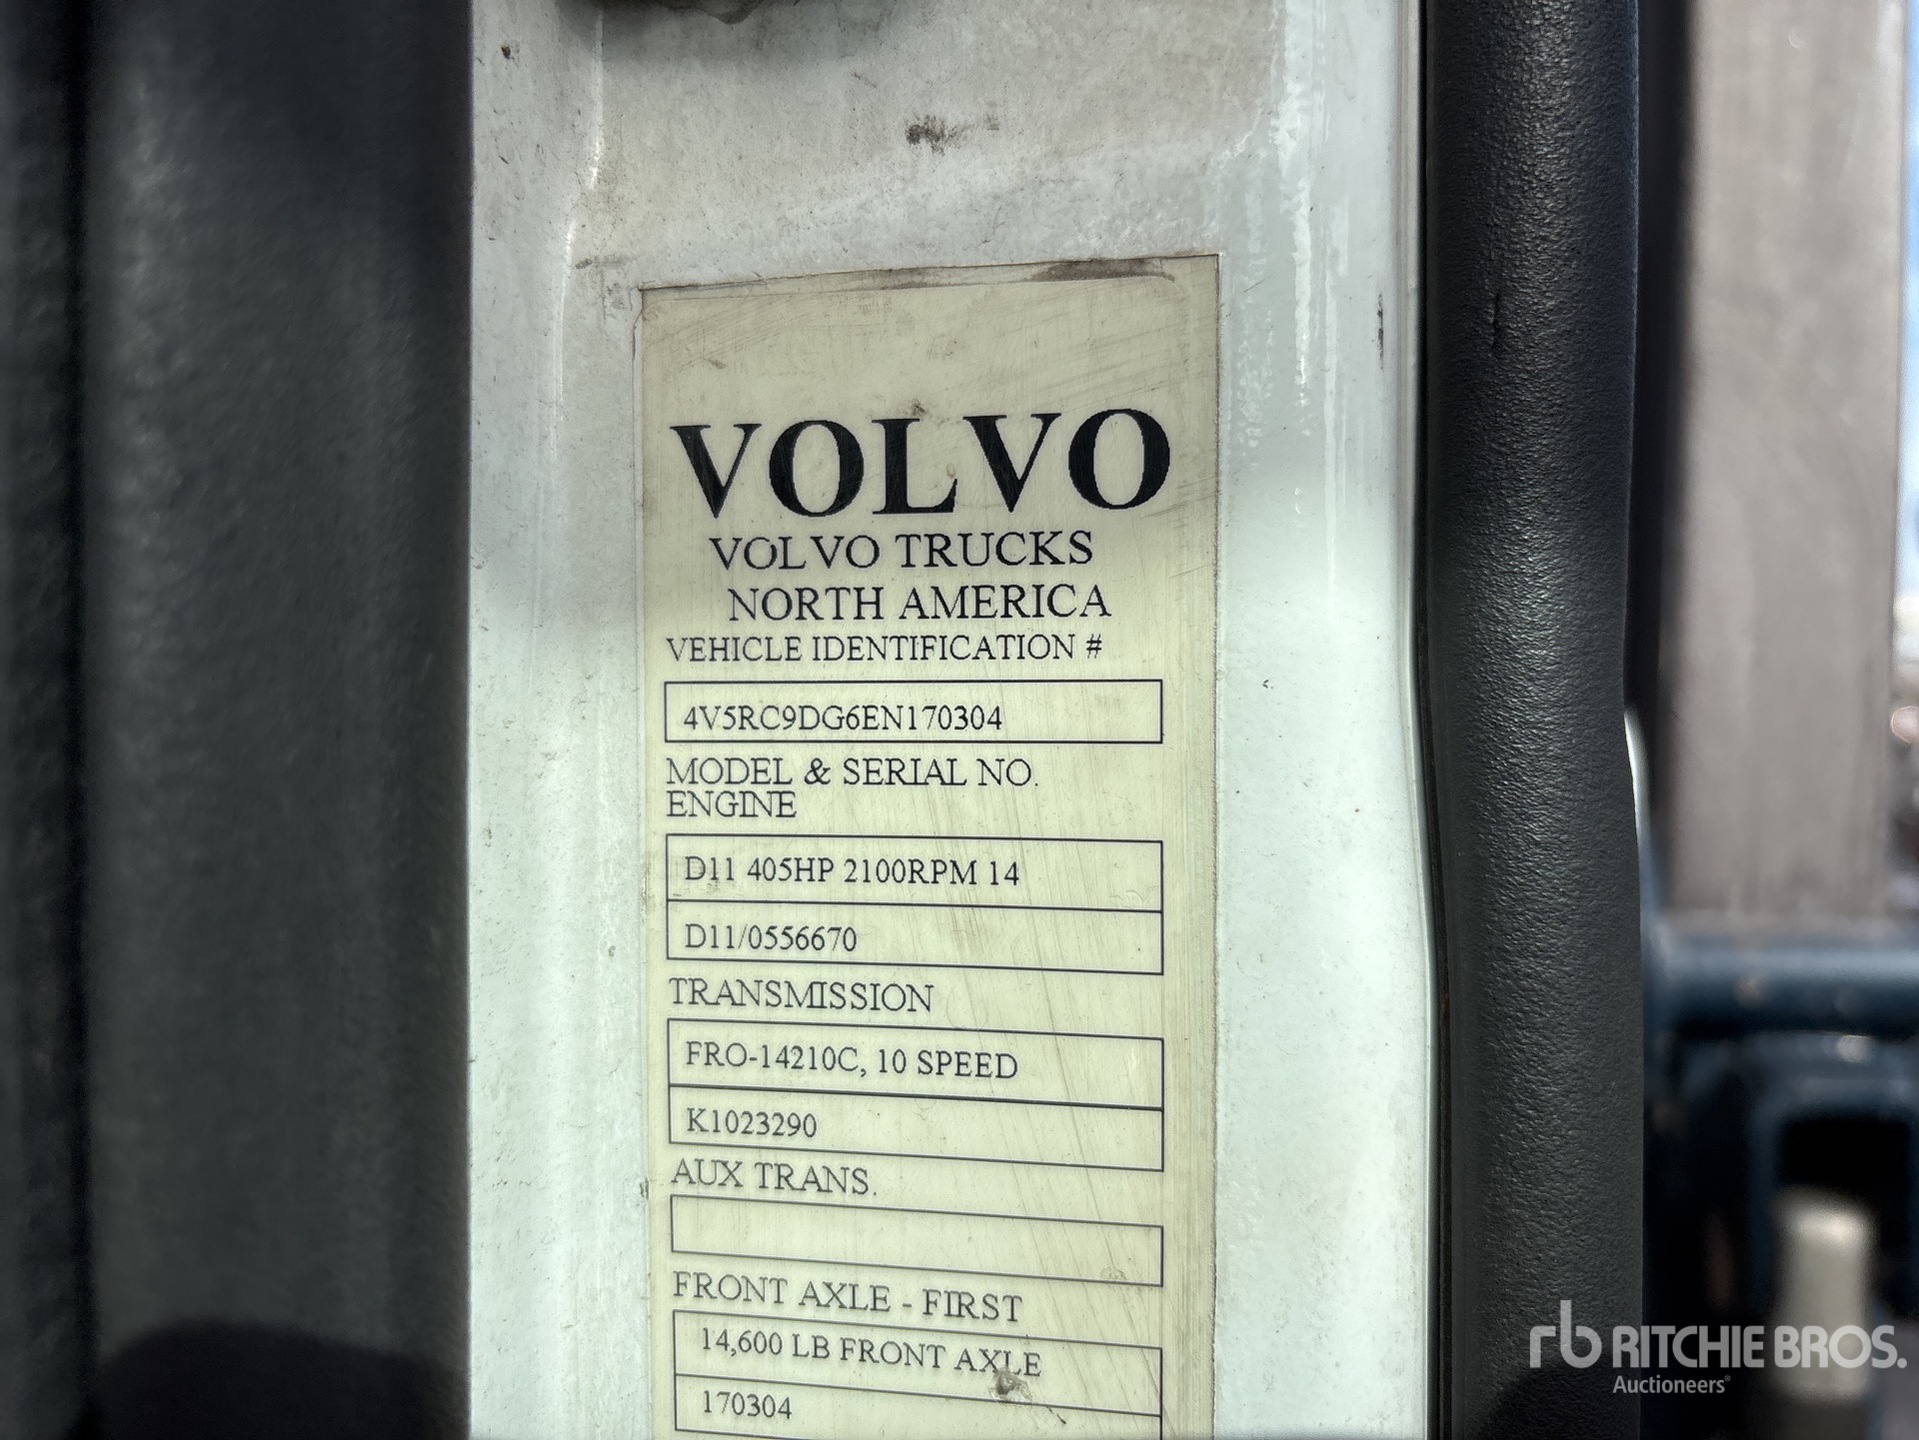 VOLVO
VOLVO TRUCKS
NORTH AMERICA
VEHICLE IDENTIFICATION #
4V5RC9DG6EN170304
MODEL & SERIAL NO.
ENGINE
D11 405HP 2100RPM 14
D11/0556670
TRANSMISSION
FRO-14210C, 10 SPEED
K1023290
AUX TRANS.
FRONT AXLE - FIRST
14,600 LB FRONT AXLE
170304
rb RITCHIE BROS.
Auctioneers®